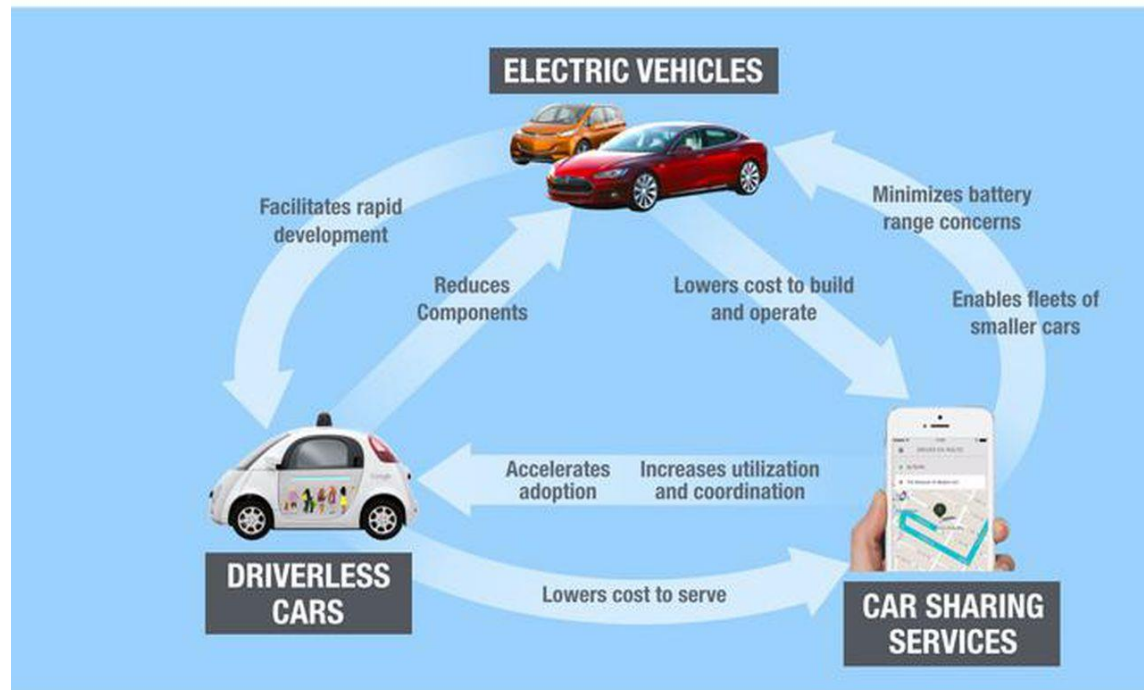 ELECTRIC VEHICLES
Facilitates rapid
development
Minimizes battery
range concerns
Reduces
Components
Lowers cost to build
and operate
Enables fleets of
smaller cars
Accelerates
adoption
Increases utilization
and coordination
Google
DRIVERLESS
CARS
Lowers cost to serve
CAR SHARING
SERVICES